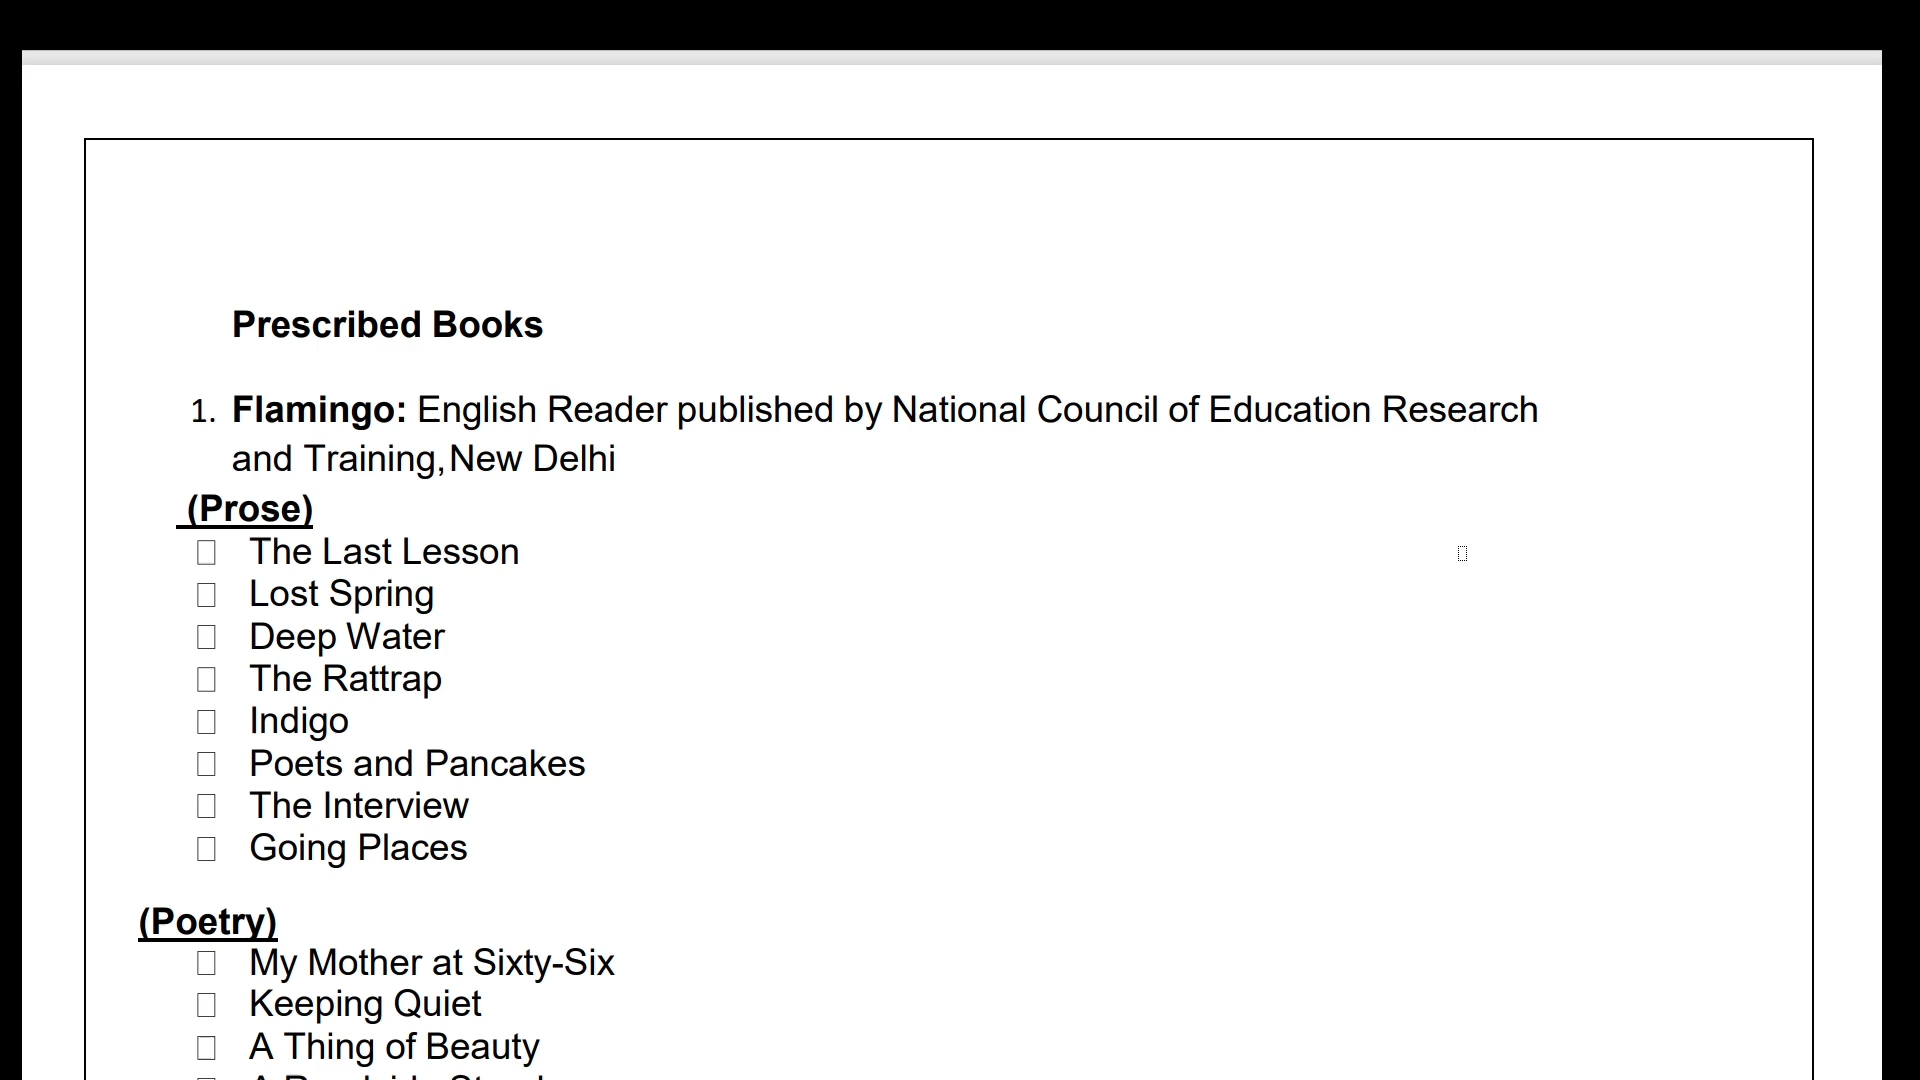 Prescribed Books
1. Flamingo: English Reader published by National Council of Education Research
and Training,New Delhi
(Prose)
The Last Lesson
Lost Spring
Deep Water
The Rattrap
Indigo
Poets and Pancakes
The Interview
Going Places
(Poetry)
My Mother at Sixty-Six
Keeping Quiet
A Thing of Beauty